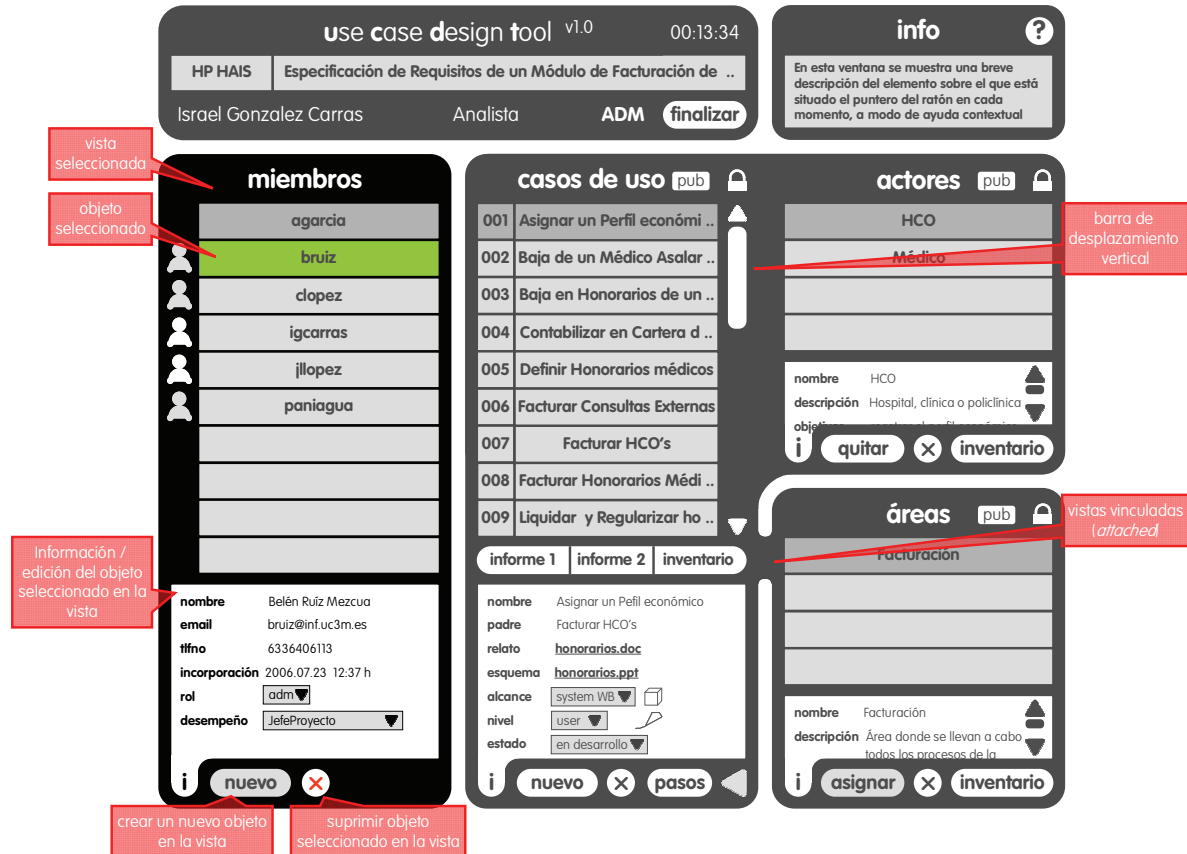 use case design tool v1.0 00:13:34
HP HAIS Especificación de Requisitos de un Módulo de Facturación de ..
Israel Gonzalez Carras Analista ADM finalizar
info ?
En esta ventana se muestra una breve
descripción del elemento sobre el que está
situado el puntero del ratón en cada
momento, a modo de ayuda contextual
vista
seleccionada
objeto
seleccionado
Información /
edición del objeto
seleccionado en la
vista
miembros
agarcia
bruiz
clopez
igcarras
jllopez
paniagua
nombre Belén Ruíz Mezcua
email bruiz@inf.uc3m.es
tlfno 6336406113
incorporación 2006.07.23 12:37 h
rol adm
desempeño JefeProyecto
i nuevo
crear un nuevo objeto
en la vista
suprimir objeto
seleccionado en la vista
casos de uso pub
001 Asignar un Perfil económi ..
002 Baja de un Médico Asalar ..
003 Baja en Honorarios de un ..
004 Contabilizar en Cartera d ..
005 Definir Honorarios médicos
006 Facturar Consultas Externas
007 Facturar HCO's
008 Facturar Honorarios Médi ..
009 Liquidar y Regularizar ho ..
informe 1 informe 2 inventario
nombre Asignar un Pefil económico
padre Facturar HCO's
relato honorarios.doc
esquema honorarios.ppt
alcance system WB
nivel user
estado en desarrollo
i nuevo pasos
actores pub
HCO
Médico
nombre HCO
descripción Hospital, clínica o policlínica
i quitar inventario
barra de
desplazamiento
vertical
áreas pub
Facturación
nombre Facturación
descripción Área donde se llevan a cabo
todos los procesos de la
i asignar inventario
vistas vinculadas
(attached)